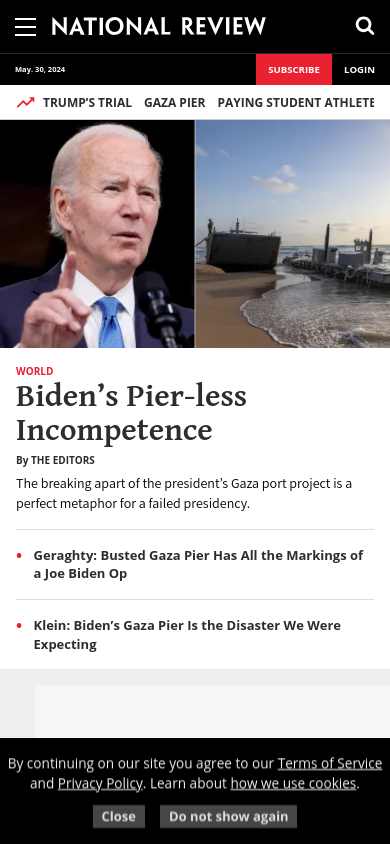 NATIONAL REVIEW
May. 30, 2024
SUBSCRIBE
LOGIN
TRUMP'S TRIAL GAZA PIER PAYING STUDENT ATHLETE
WORLD
Biden's Pier-less
Incompetence
By THE EDITORS
The breaking apart of the president's Gaza port project is a
perfect metaphor for a failed presidency.
• Geraghty: Busted Gaza Pier Has All the Markings of
a Joe Biden Op
• Klein: Biden's Gaza Pier Is the Disaster We Were
Expecting
By continuing on our site you agree to our Terms of Service
and Privacy Policy. Learn about how we use cookies.
Close
Do not show again